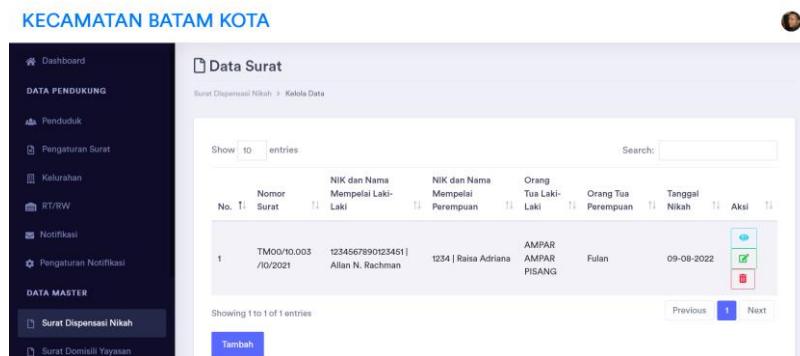 KECAMATAN BATAM KOTA
Dashboard
DATA PENDUKUNG
Penduduk
Pengaturan Surat
Kelurahan
RT/RW
Notifikasi
Pengaturan Notifikasi
DATA MASTER
Surat Dispensasi Nikah
Surat Domisili Yayasan
Data Surat
Surat Dispensasi Nikah > Kelola Data
Show 10 entries
Search:
No.
Nomor
Surat
NIK dan Nama
Mempelai Laki-
Laki
NIK dan Nama
Mempelai
Perempuan
Orang
Tua Laki-
Laki
Orang Tua
Perempuan
Tanggal
Nikah
Aksi
1
TM00/10.003
/10/2021
1234567890123451 |
Allan N. Rachman
1234 | Raisa Adriana
AMPAR
AMPAR
PISANG
Fulan
09-08-2022
Showing 1 to 1 of 1 entries
Previous 1 Next
Tambah